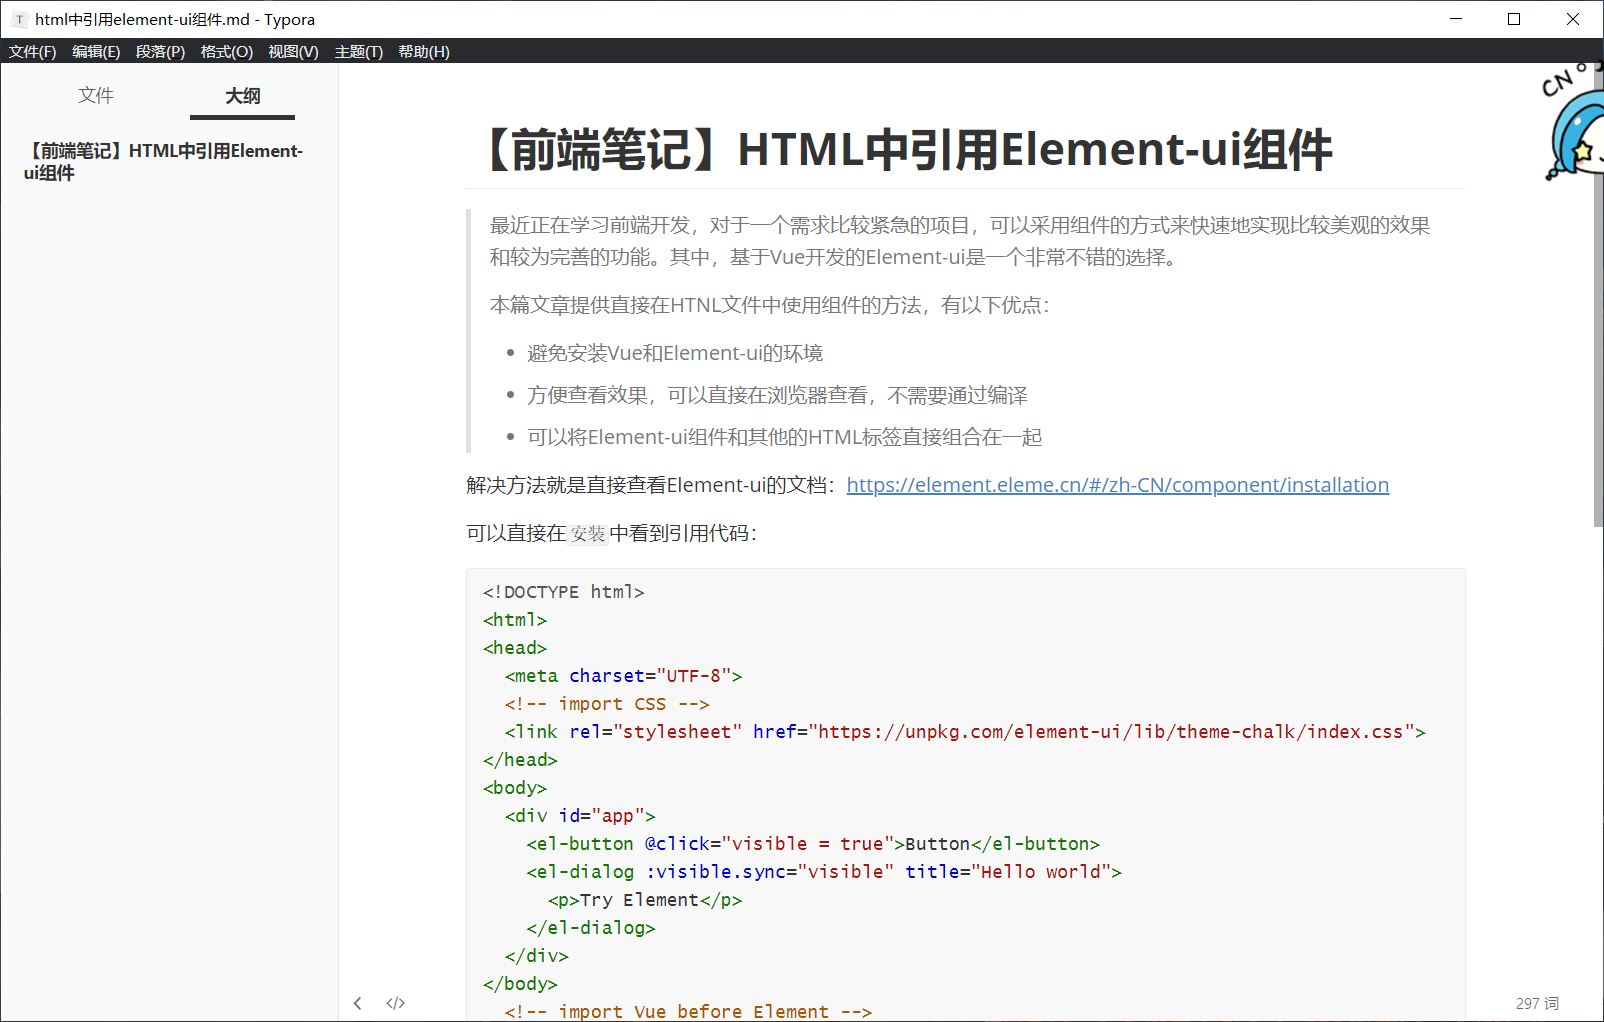 html中引用element-ui组件.md - Typora
文件(F) 编辑(E) 段落(P) 格式(O) 视图(V) 主题(T) 帮助(H)
文件 大纲
【前端笔记】HTML中引用Element-
ui组件
【前端笔记】HTML中引用Element-ui组件
最近正在学习前端开发，对于一个需求比较紧急的项目，可以采用组件的方式来快速地实现比较美观的效果
和较为完善的功能。其中，基于Vue开发的Element-ui是一个非常不错的选择。
本篇文章提供直接在HTNL文件中使用组件的方法，有以下优点：
• 避免安装Vue和Element-ui的环境
• 方便查看效果，可以直接在浏览器查看，不需要通过编译
• 可以将Element-ui组件和其他的HTML标签直接组合在一起
解决方法就是直接查看Element-ui的文档：https://element.eleme.cn/#/zh-CN/component/installation
可以直接在安装中看到引用代码：
<!DOCTYPE html>
<html>
<head>
  <meta charset="UTF-8">
  <!-- import CSS -->
  <link rel="stylesheet" href="https://unpkg.com/element-ui/lib/theme-chalk/index.css">
</head>
<body>
  <div id="app">
    <el-button @click="visible = true">Button</el-button>
    <el-dialog :visible.sync="visible" title="Hello world">
      <p>Try Element</p>
    </el-dialog>
  </div>
</body>
  <!-- import Vue before Element -->
297 词
CN